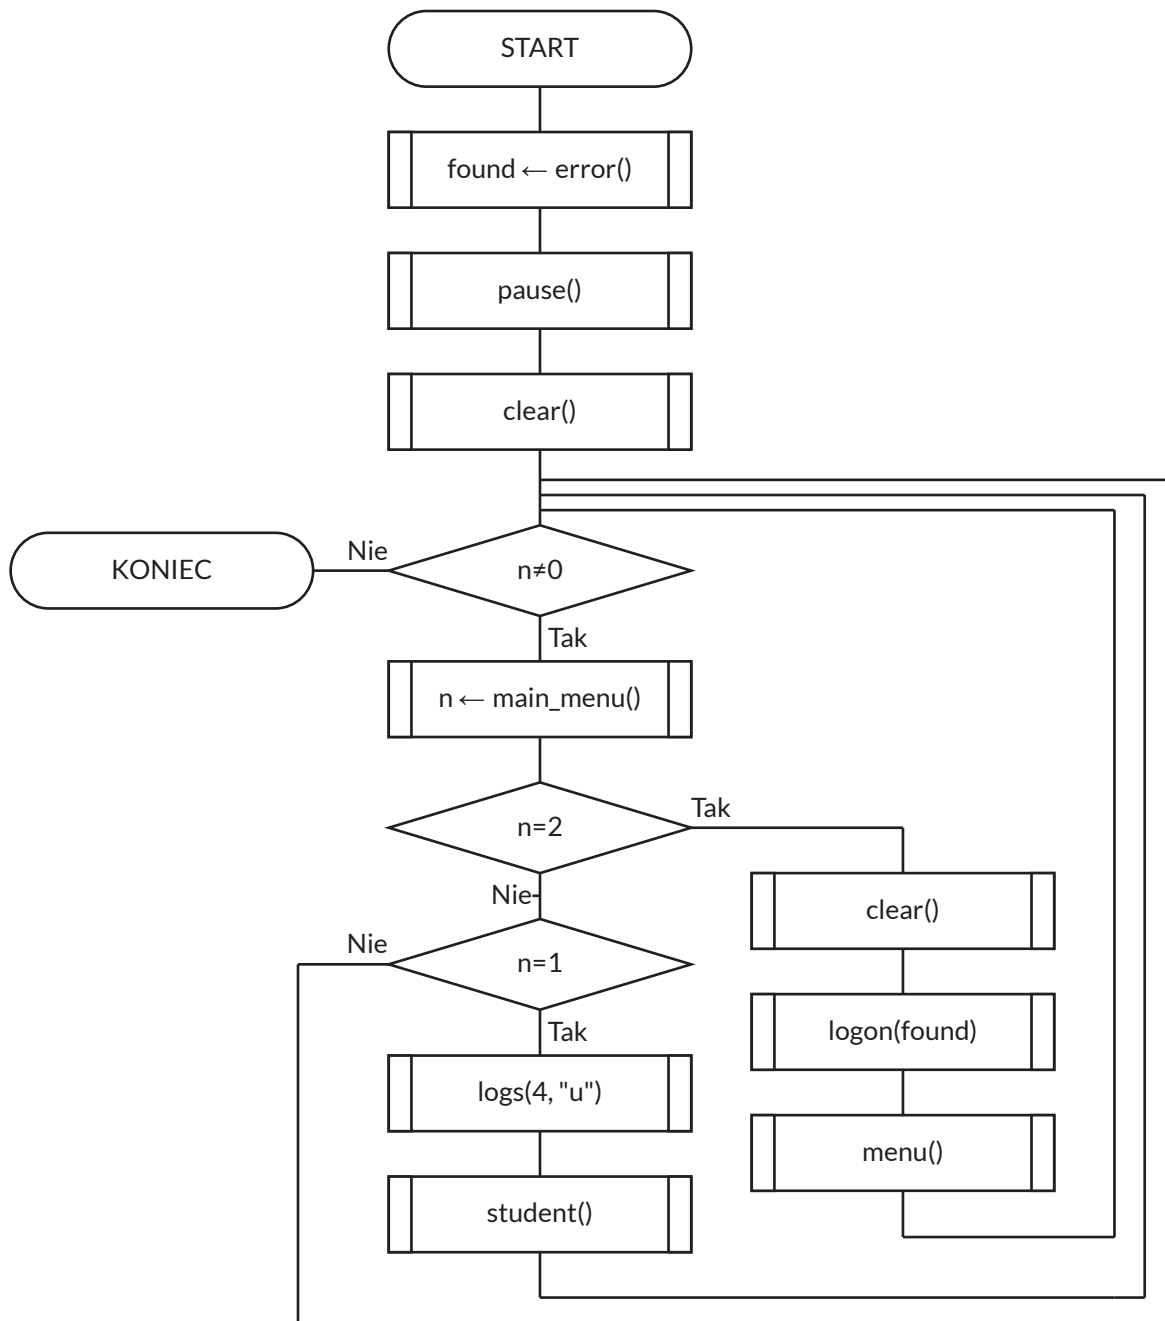 START
found ← error()
pause()
clear()
Nie
KONIEC
n≠0
Tak
n ← main_menu()
Tak
n=2
Nie
clear()
Nie
n=1
logon(found)
Tak
logs(4, "u")
menu()
student()